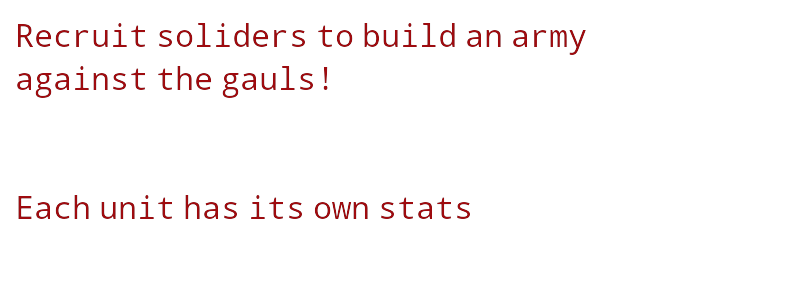 Recruit soliders to build an army
against the gauls!
Each unit has its own stats